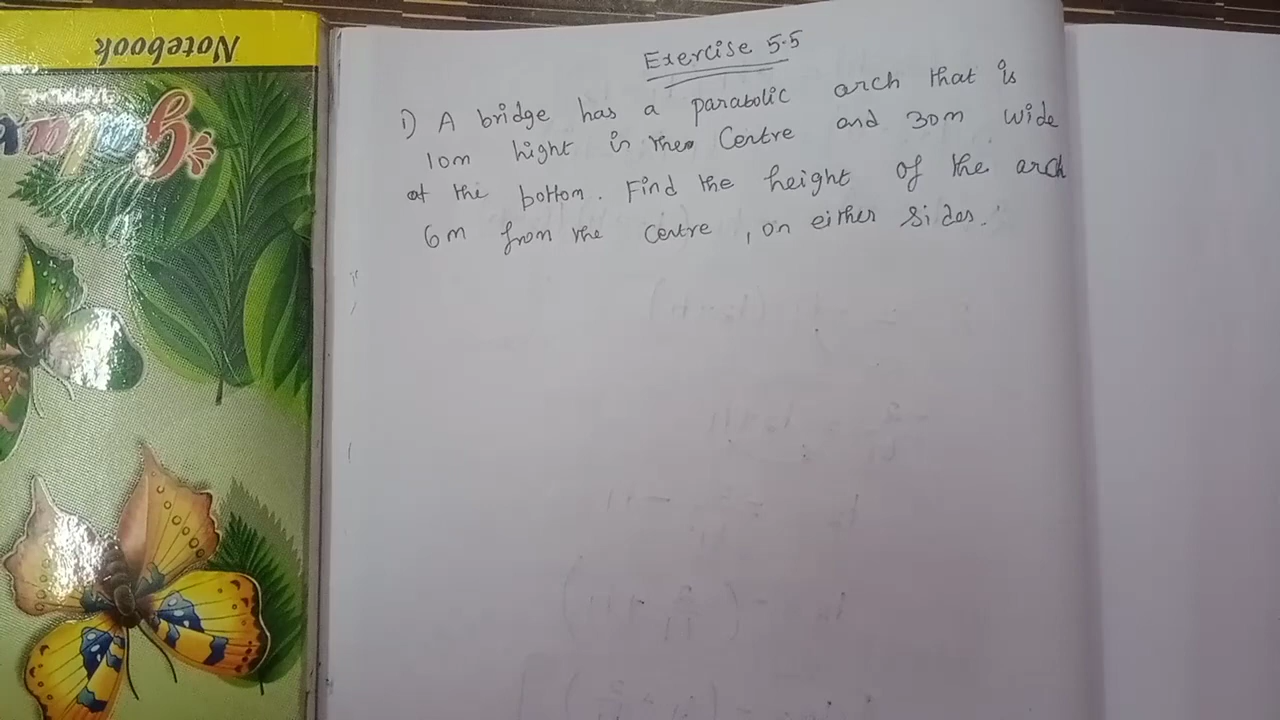 Notebook
Exercise 5.5
1) A bridge has a parabolic arch that is
10m hight in the Centre and 30m wide
at the bottom. Find the height of the arch
6m from the Centre, on either sides.